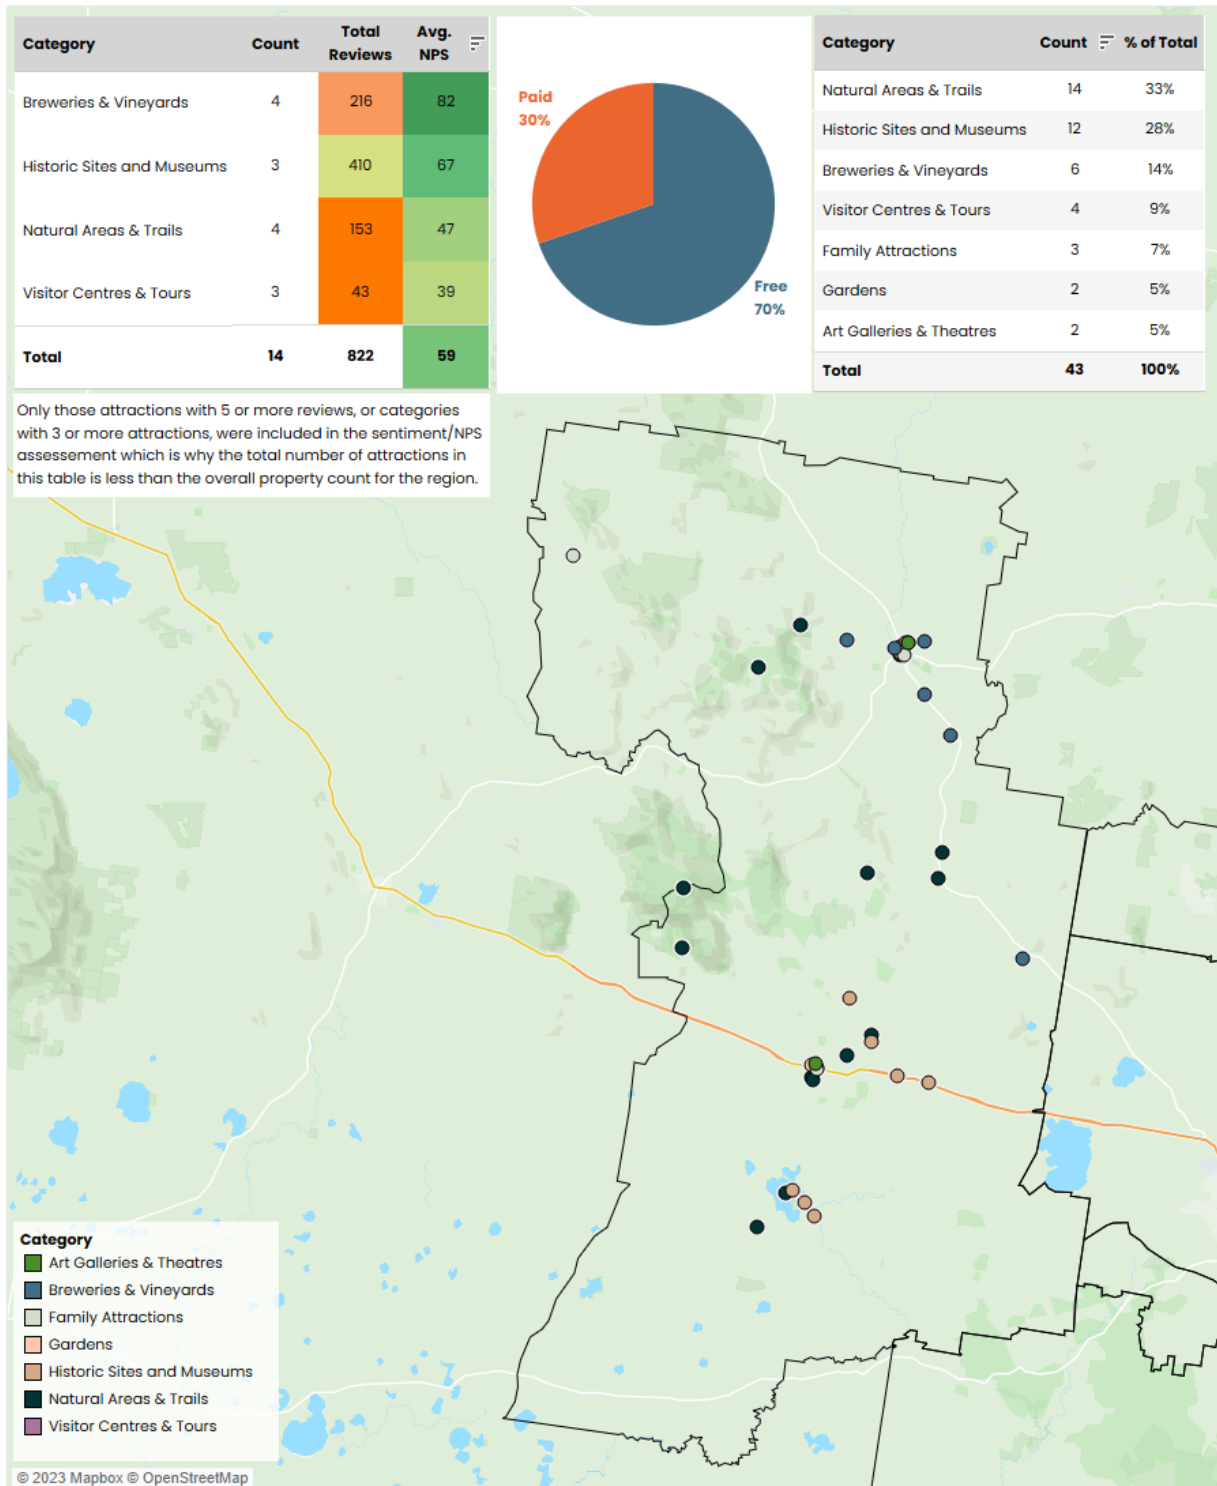 Category Count Total Reviews Avg. NPS
Breweries & Vineyards 4 216 82
Historic Sites and Museums 3 410 67
Natural Areas & Trails 4 153 47
Visitor Centres & Tours 3 43 39
Total 14 822 59
Only those attractions with 5 or more reviews, or categories
with 3 or more attractions, were included in the sentiment/NPS
assessement which is why the total number of attractions in
this table is less than the overall property count for the region.
Paid
30%
Free
70%
Category Count % of Total
Natural Areas & Trails 14 33%
Historic Sites and Museums 12 28%
Breweries & Vineyards 6 14%
Visitor Centres & Tours 4 9%
Family Attractions 3 7%
Gardens 2 5%
Art Galleries & Theatres 2 5%
Total 43 100%
Category
Art Galleries & Theatres
Breweries & Vineyards
Family Attractions
Gardens
Historic Sites and Museums
Natural Areas & Trails
Visitor Centres & Tours
© 2023 Mapbox © OpenStreetMap